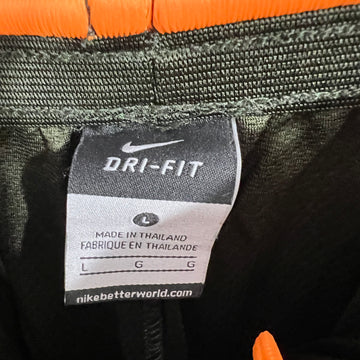 DRI-FIT
L
MADE IN THAILAND
FABRIQUE EN THAILANDE
L G G
nikebetterworld.com